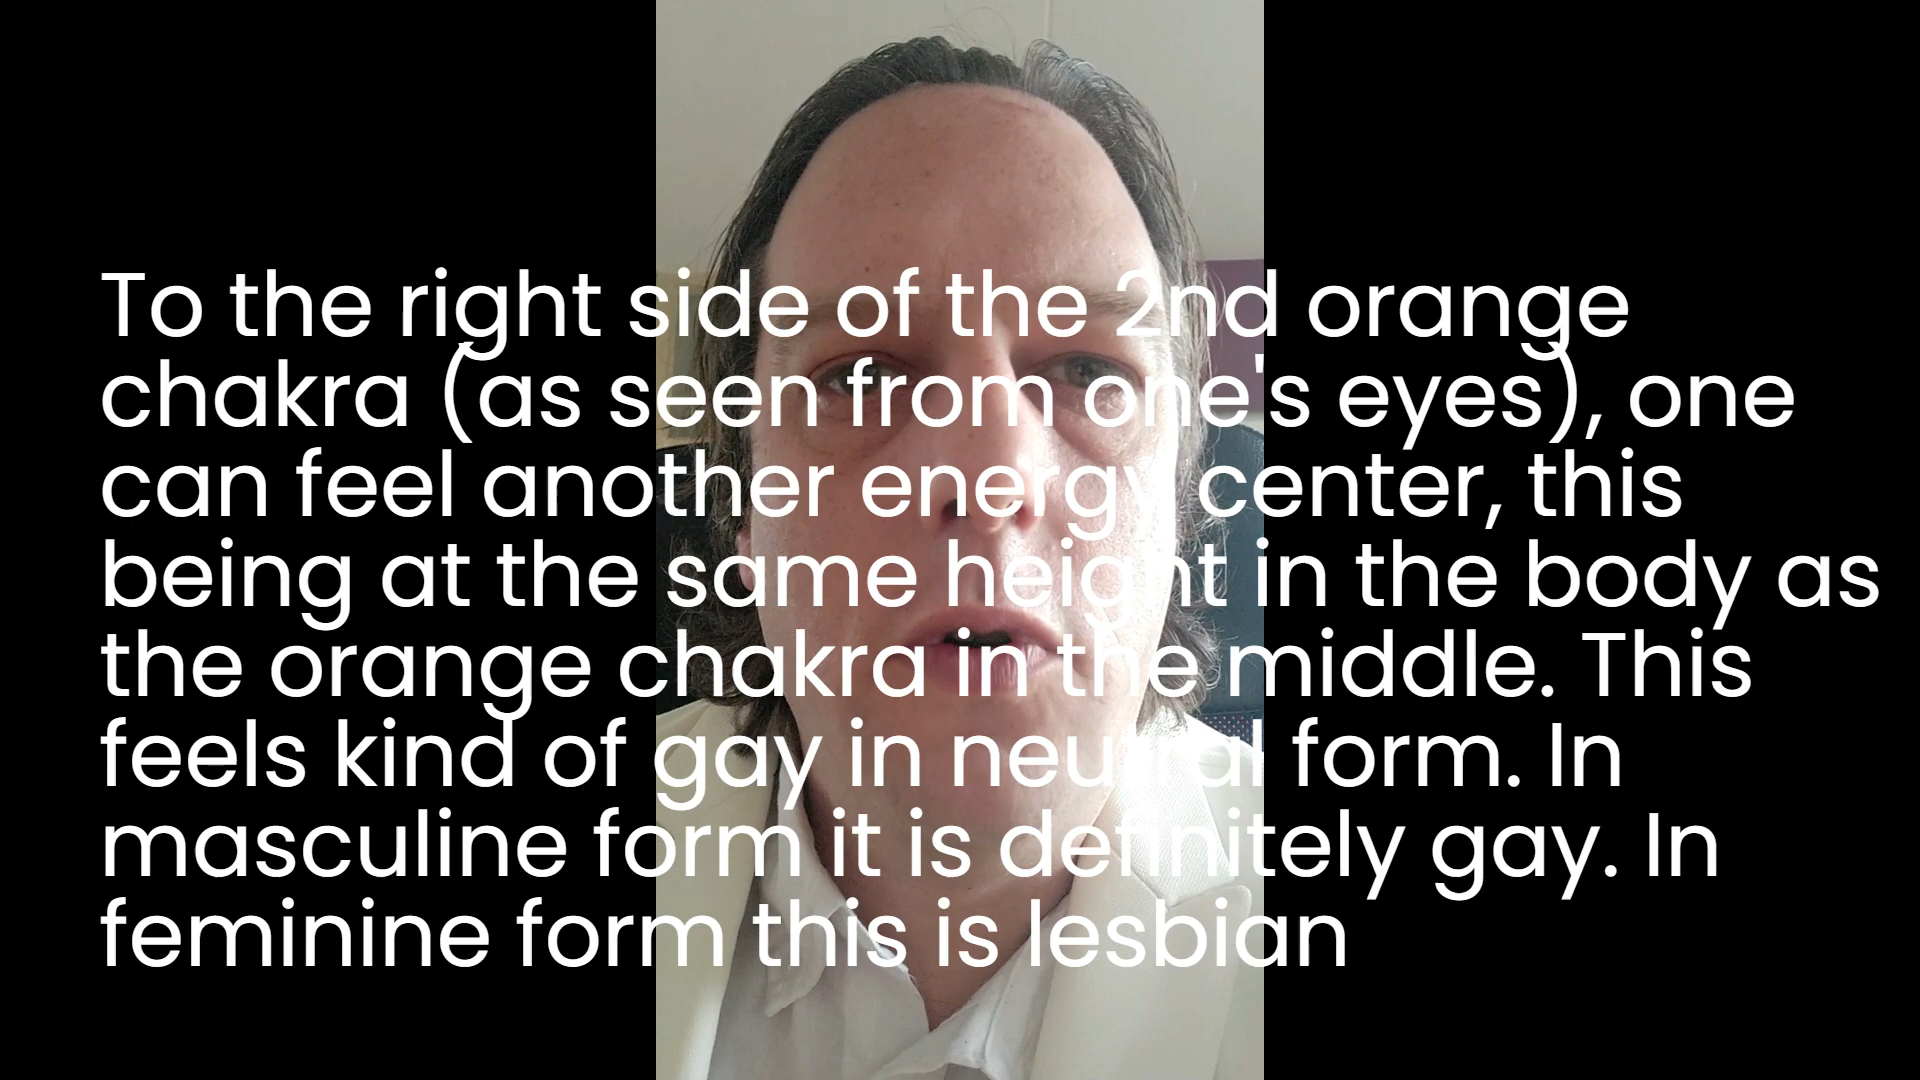 To the right side of the 2nd orange
chakra (as seen from one's eyes), one
can feel another energy center, this
being at the same height in the body as
the orange chakra in the middle. This
feels kind of gay in neutral form. In
masculine form it is definitely gay. In
feminine form this is lesbian